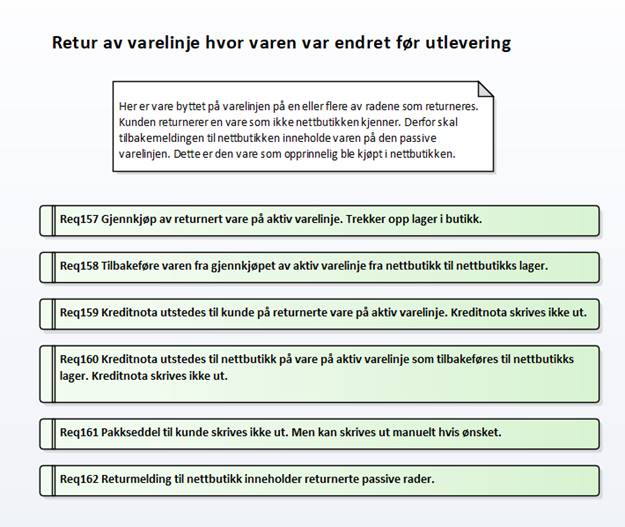 Retur av varelinje hvor varen var endret før utlevering
Her er vare byttet på varelinjen på en eller flere av radene som returneres.
Kunden returnerer en vare som ikke nettbutikken kjenner. Derfor skal
tilbakemeldingen til nettbutikken inneholde varen på den passive
varelinjen. Dette er den vare som opprinnelig ble kjøpt i nettbutikken.
Req157 Gjennkjøp av returnert vare på aktiv varelinje. Trekker opp lager i butikk.
Req158 Tilbakeføre varen fra gjennkjøpet av aktiv varelinje fra nettbutikk til nettbutikks lager.
Req159 Kreditnota utstedes til kunde på returnerte vare på aktiv varelinje. Kreditnota skrives ikke ut.
Req160 Kreditnota utstedes til nettbutikk på vare på aktiv varelinje som tilbakeføres til nettbutikks
lager. Kreditnota skrives ikke ut.
Req161 Pakkseddel til kunde skrives ikke ut. Men kan skrives ut manuelt hvis ønsket.
Req162 Returmelding til nettbutikk inneholder returnerte passive rader.